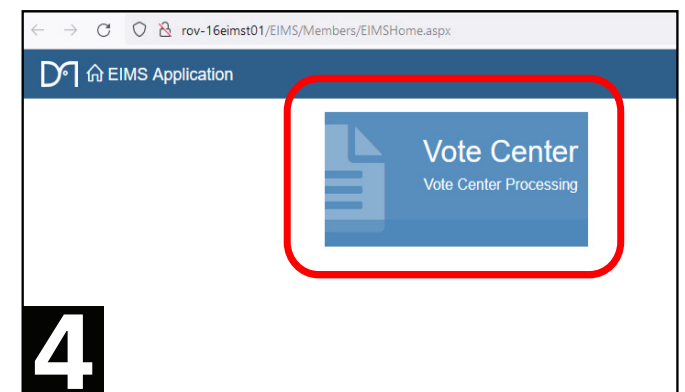 rov-16eimst01/EIMS/Members/EIMSHome.aspx
EIMS Application
Vote Center
Vote Center Processing
4